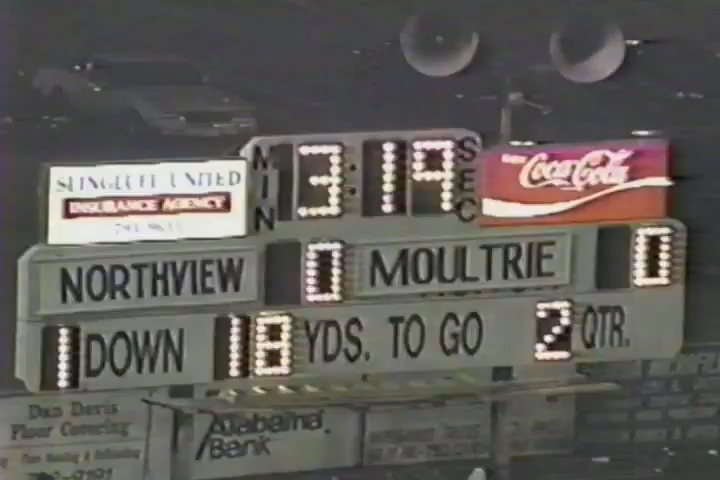 SLINGLUFF UNITED
INSURANCE AGENCY
MIN 3:19 SEC
ENJOY Coca-Cola
NORTHVIEW 0 MOULTRIE 0
1 DOWN 18 YDS. TO GO 2 QTR.
Dan Davis
Floor Covering
Alabama
Bank